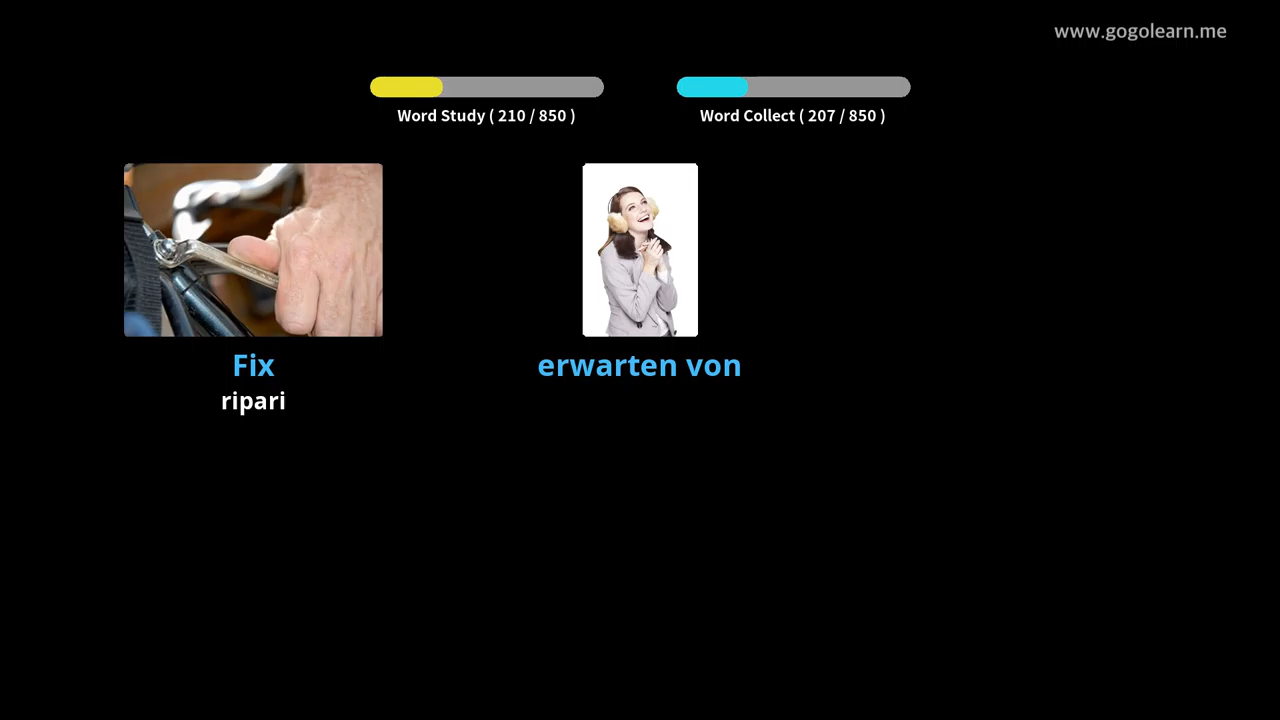 www.gogolearn.me
Word Study ( 210 / 850 )
Word Collect ( 207 / 850 )
Fix
ripari
erwarten von